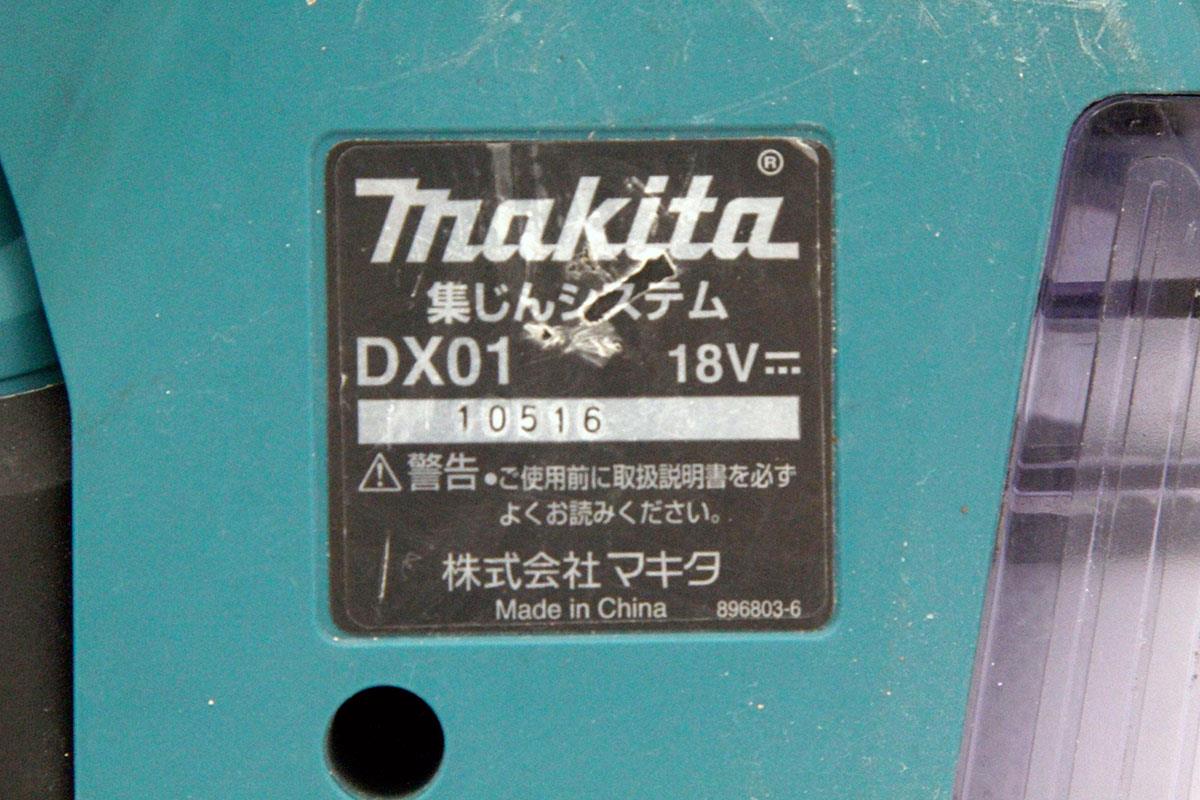 makita®
集じんシステム
DX01 18V⎓
10516
⚠警告 •ご使用前に取扱説明書を必ず
よくお読みください。
株式会社マキタ
Made in China 896803-6